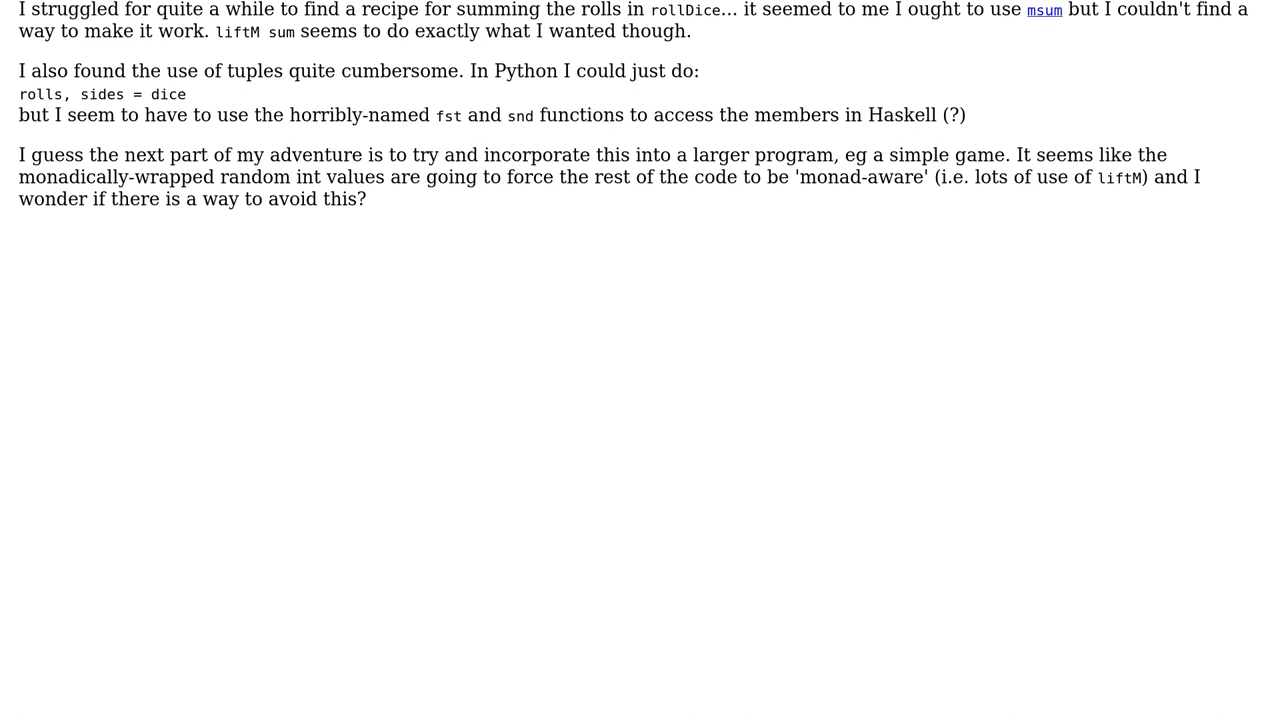 I struggled for quite a while to find a recipe for summing the rolls in rollDice... it seemed to me I ought to use msum but I couldn't find a
way to make it work. liftM sum seems to do exactly what I wanted though.
I also found the use of tuples quite cumbersome. In Python I could just do:
rolls, sides = dice
but I seem to have to use the horribly-named fst and snd functions to access the members in Haskell (?)
I guess the next part of my adventure is to try and incorporate this into a larger program, eg a simple game. It seems like the
monadically-wrapped random int values are going to force the rest of the code to be 'monad-aware' (i.e. lots of use of liftM) and I
wonder if there is a way to avoid this?